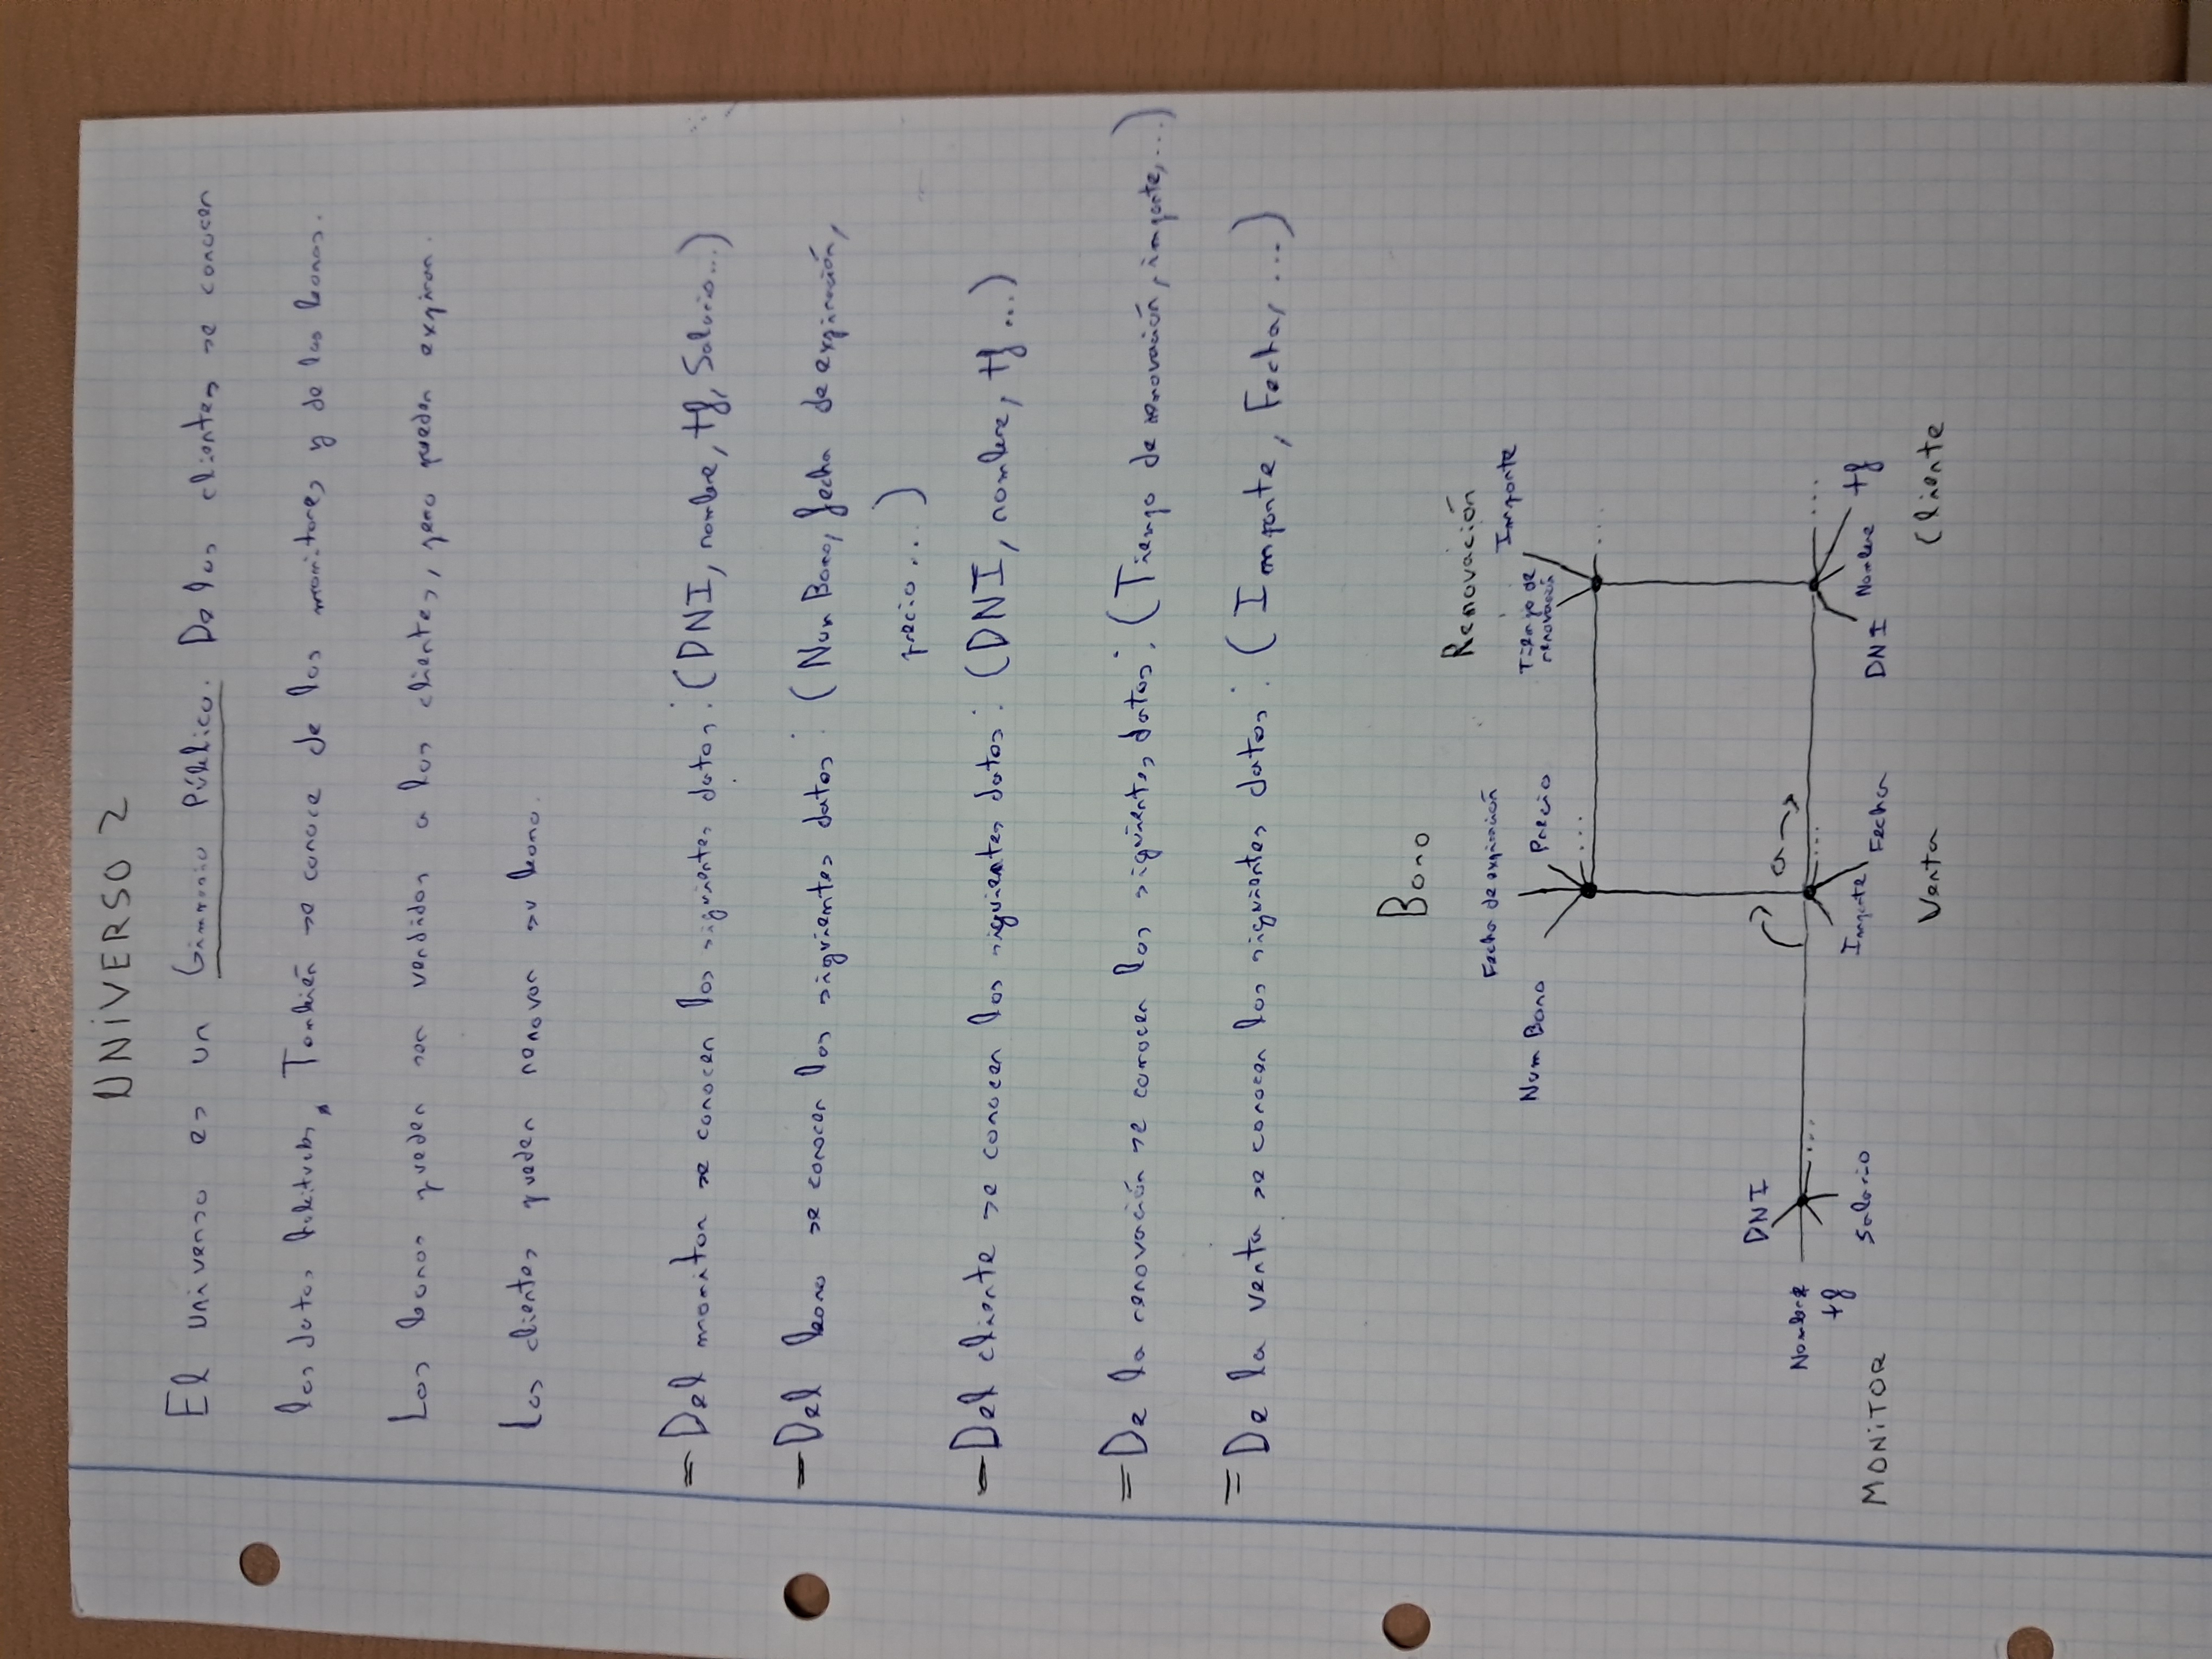 UNIVERSO 2
El universo es un Gimnasio Público. De los clientes se conocen
los datos habituales. También se conoce de los monitores y de los bonos.
Los bonos pueden ser vendidos a los clientes, pero pueden expirar.
Los clientes pueden renovar su bono.
= Del monitor se conocen los siguientes datos: (DNI, nombre, tf, Salario...)
- Del bono se conocen los siguientes datos: (Num Bono, fecha de expiración,
precio...)
- Del cliente se conocen los siguientes datos: (DNI, nombre, tf...)
= De la renovación se conocen los siguientes datos: (Tiempo de renovación, importe, ...)
= De la venta se conocen los siguientes datos: (Importe, Fecha, ...)
Bono
Renovación
Fecha de expiración
Importe
Num Bono
Precio
Tiempo de
renovación
...
...
DNI
a →
Nombre
...
...
...
tf
Salario
Importe
Fecha
DNI
Nombre
tf
MONITOR
Venta
Cliente